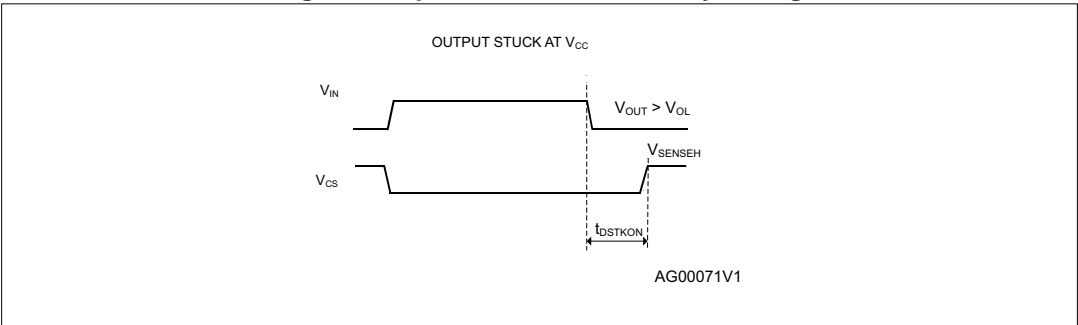 OUTPUT STUCK AT VCC
VIN
VOUT > VOL
VSENSEH
VCS
tDSTKON
AG00071V1